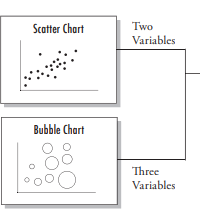 Scatter Chart
Two
Variables
Bubble Chart
Three
Variables